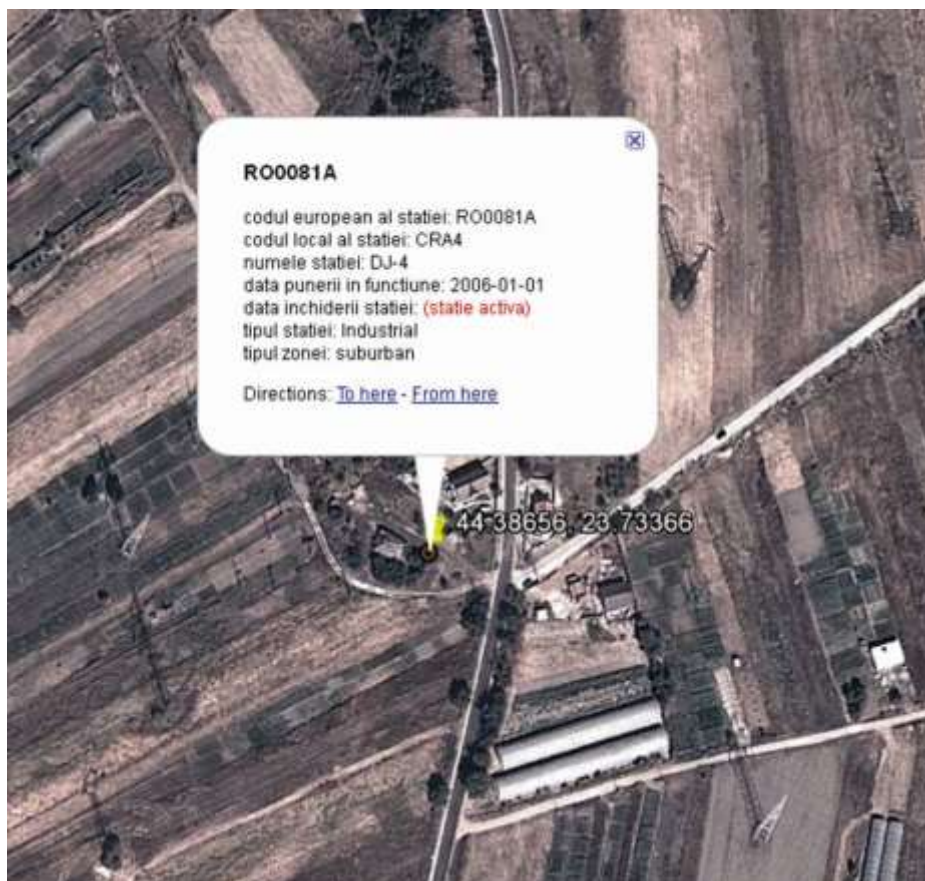 RO0081A
codul european al statiei: RO0081A
codul local al statiei: CRA4
numele statiei: DJ-4
data punerii in functiune: 2006-01-01
data inchiderii statiei: (statie activa)
tipul statiei: Industrial
tipul zonei: suburban
Directions: To here - From here
44.38656, 23.73366